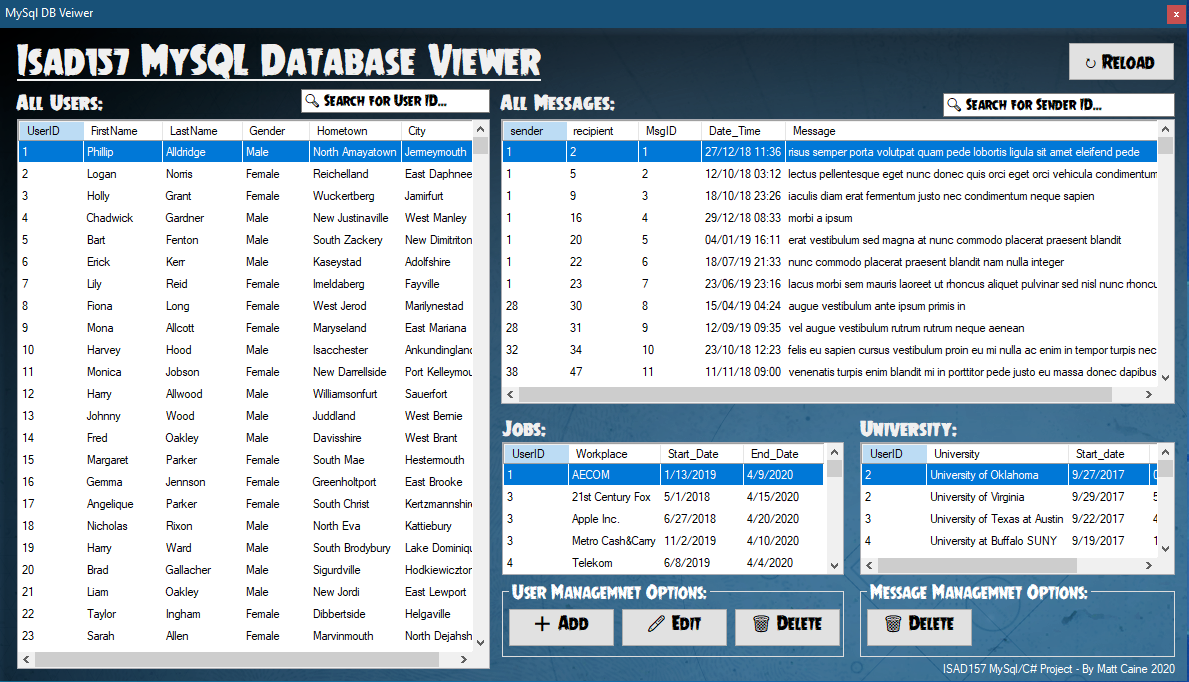 MySql DB Veiwer
x
Isad157 MySQL Database Viewer
Reload
All Users:
Search for User ID...
UserID FirstName LastName Gender Hometown City
1 Phillip Alldridge Male North Amayatown Jermeymouth
2 Logan Norris Female Reichelland East Daphnee
3 Holly Grant Female Wuckertberg Jamirfurt
4 Chadwick Gardner Male New Justinaville West Manley
5 Bart Fenton Male South Zackery New Dimitriton
6 Erick Kerr Male Kaseystad Adolfshire
7 Lily Reid Female Imeldaberg Fayville
8 Fiona Long Female West Jerod Marilynestad
9 Mona Allcott Female Maryseland East Mariana
10 Harvey Hood Male Isacchester Ankundingland
11 Monica Jobson Female New Darrellside Port Kelleymou
12 Harry Allwood Male Williamsonfurt Sauerfort
13 Johnny Wood Male Juddland West Bernie
14 Fred Oakley Male Davisshire West Brant
15 Margaret Parker Female South Mae Hestermouth
16 Gemma Jennson Female Greenholtport East Brooke
17 Angelique Parker Female South Christ Kertzmannshire
18 Nicholas Rixon Male North Eva Kattiebury
19 Harry Ward Male South Brodybury Lake Dominiqu
20 Brad Gallacher Male Sigurdville Hodkiewiczton
21 Liam Oakley Male New Jordi East Lewport
22 Taylor Ingham Female Dibbertside Helgaville
23 Sarah Allen Female Marvinmouth North Dejahsh
All Messages:
Search for Sender ID...
sender recipient MsgID Date_Time Message
1 2 1 27/12/18 11:36 risus semper porta volutpat quam pede lobortis ligula sit amet eleifend pede
1 5 2 12/10/18 03:12 lectus pellentesque eget nunc donec quis orci eget orci vehicula condimentum
1 9 3 18/10/18 23:26 iaculis diam erat fermentum justo nec condimentum neque sapien
1 16 4 29/12/18 08:33 morbi a ipsum
1 20 5 04/01/19 16:11 erat vestibulum sed magna at nunc commodo placerat praesent blandit
1 22 6 18/07/19 21:33 nunc commodo placerat praesent blandit nam nulla integer
1 23 7 23/06/19 23:16 lacus morbi sem mauris laoreet ut rhoncus aliquet pulvinar sed nisl nunc rhoncu
28 30 8 15/04/19 04:24 augue vestibulum ante ipsum primis in
28 31 9 12/09/19 09:35 vel augue vestibulum rutrum rutrum neque aenean
32 34 10 23/10/18 12:23 felis eu sapien cursus vestibulum proin eu mi nulla ac enim in tempor turpis nec
38 47 11 11/11/18 09:00 venenatis turpis enim blandit mi in porttitor pede justo eu massa donec dapibus
Jobs:
UserID Workplace Start_Date End_Date
1 AECOM 1/13/2019 4/9/2020
3 21st Century Fox 5/1/2018 4/15/2020
3 Apple Inc. 6/27/2018 4/20/2020
3 Metro Cash&Carry 11/2/2019 4/10/2020
4 Telekom 6/8/2019 4/4/2020
University:
UserID University Start_date
2 University of Oklahoma 9/27/2017
2 University of Virginia 9/29/2017 5
3 University of Texas at Austin 9/22/2017 4
4 University at Buffalo SUNY 9/19/2017 1
User Managemnet Options:
Add Edit Delete
Message Managemnet Options:
Delete
ISAD157 MySql/C# Project - By Matt Caine 2020